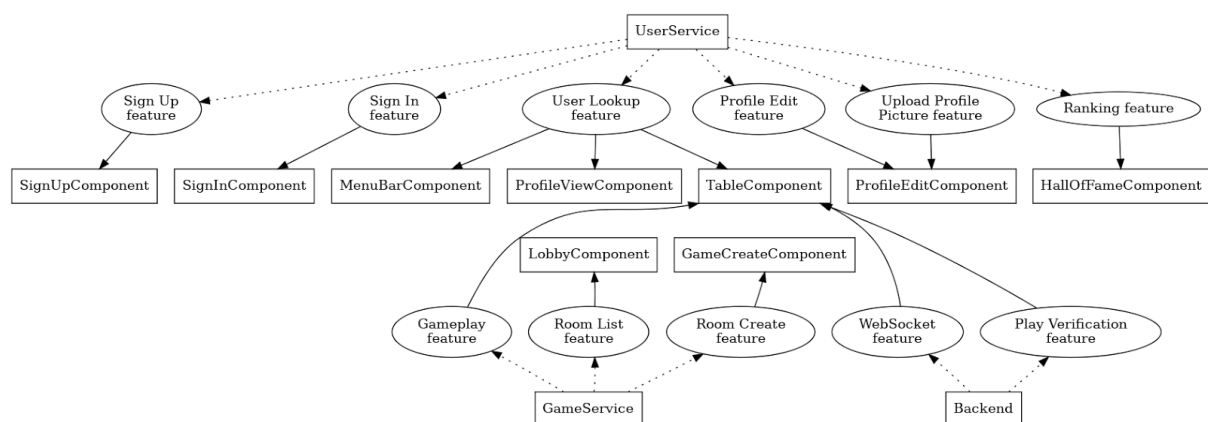 UserService
Sign Up
feature
Sign In
feature
User Lookup
feature
Profile Edit
feature
Upload Profile
Picture feature
Ranking feature
SignUpComponent
SignInComponent
MenuBarComponent
ProfileViewComponent
TableComponent
ProfileEditComponent
HallOfFameComponent
LobbyComponent
GameCreateComponent
Gameplay
feature
Room List
feature
Room Create
feature
WebSocket
feature
Play Verification
feature
GameService
Backend